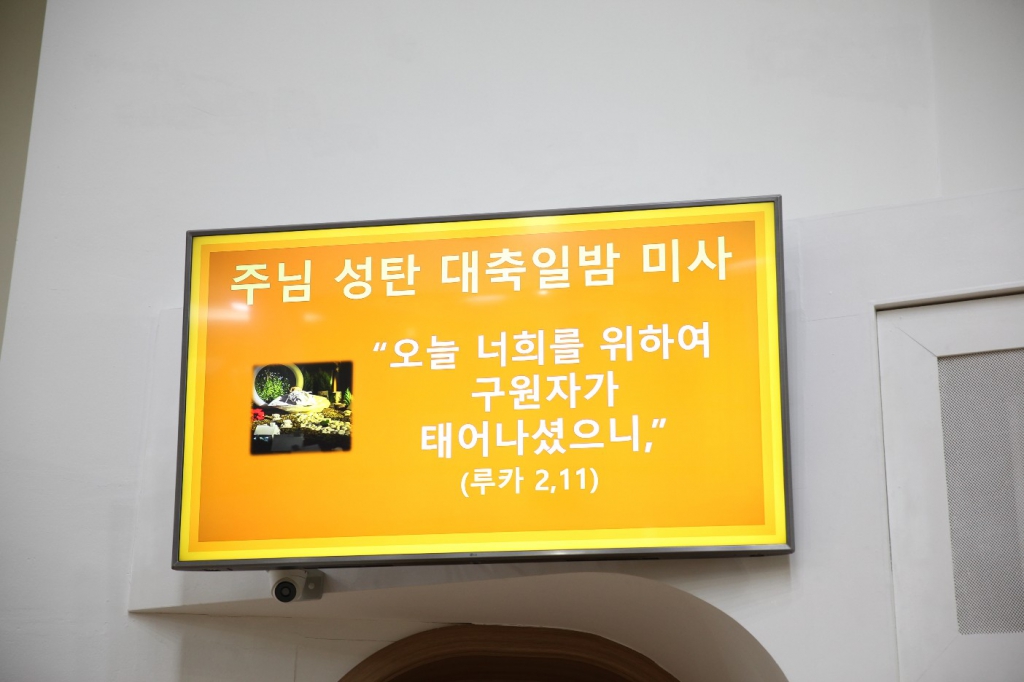 주님 성탄 대축일밤 미사
“오늘 너희를 위하여
구원자가
태어나셨으니,”
(루카 2,11)